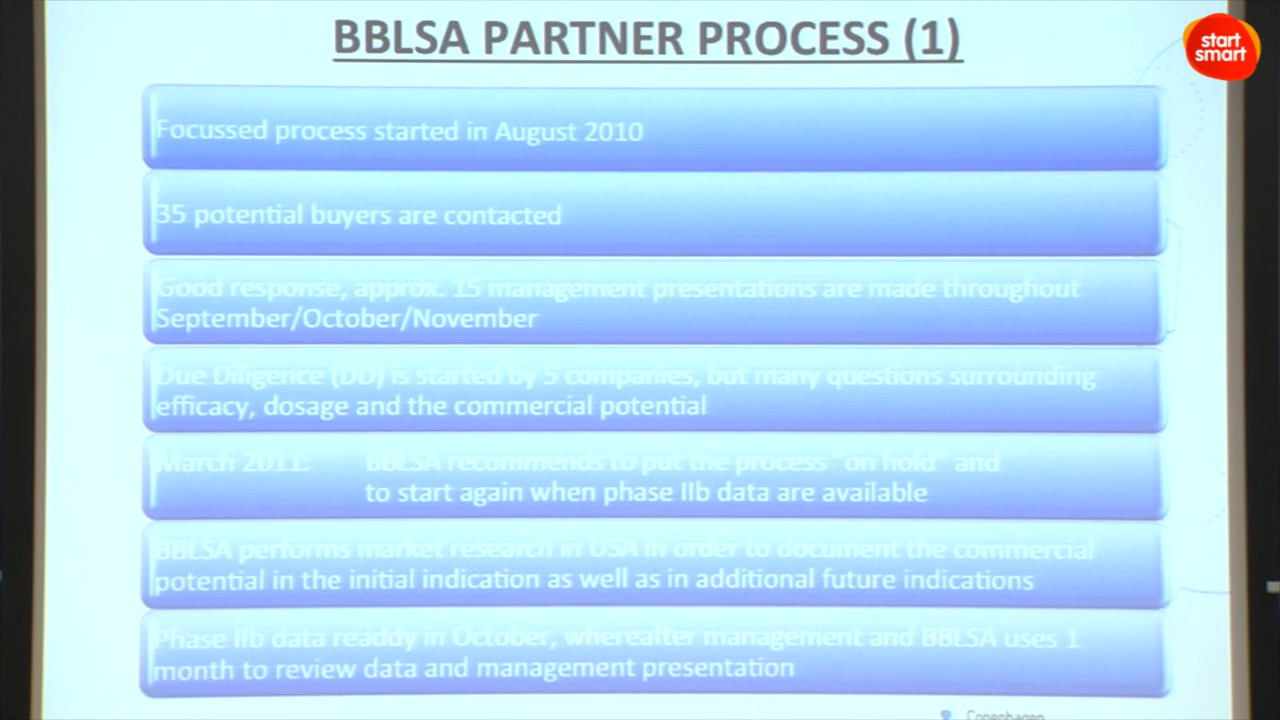 BBLSA PARTNER PROCESS (1)
start
smart
Focussed process started in August 2010
35 potential buyers are contacted
Good response, approx. 15 management presentations are made throughout
September/October/November
Due Diligence (DD) is started by 5 companies, but many questions surrounding
efficacy, dosage and the commercial potential
March 2011: BBLSA recommends to put the process "on hold" and
to start again when phase IIb data are available
BBLSA performs market research in USA in order to document the commercial
potential in the initial indication as well as in additional future indications
Phase IIb data readdy in October, whereafter management and BBLSA uses 1
month to review data and management presentation
Copenhagen